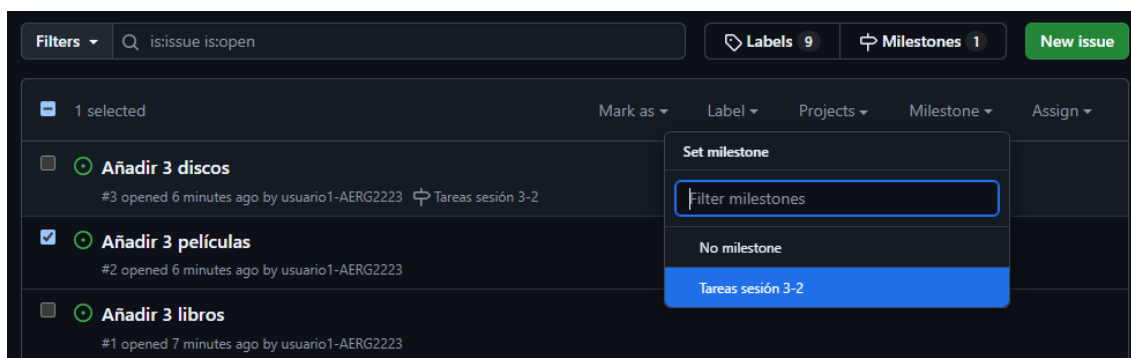 Filters is:issue is:open Labels 9 Milestones 1 New issue
1 selected Mark as Label Projects Milestone Assign
Set milestone
Añadir 3 discos
#3 opened 6 minutes ago by usuario1-AERG2223 Tareas sesión 3-2
Filter milestones
Añadir 3 películas
No milestone
#2 opened 6 minutes ago by usuario1-AERG2223
Tareas sesión 3-2
Añadir 3 libros
#1 opened 7 minutes ago by usuario1-AERG2223